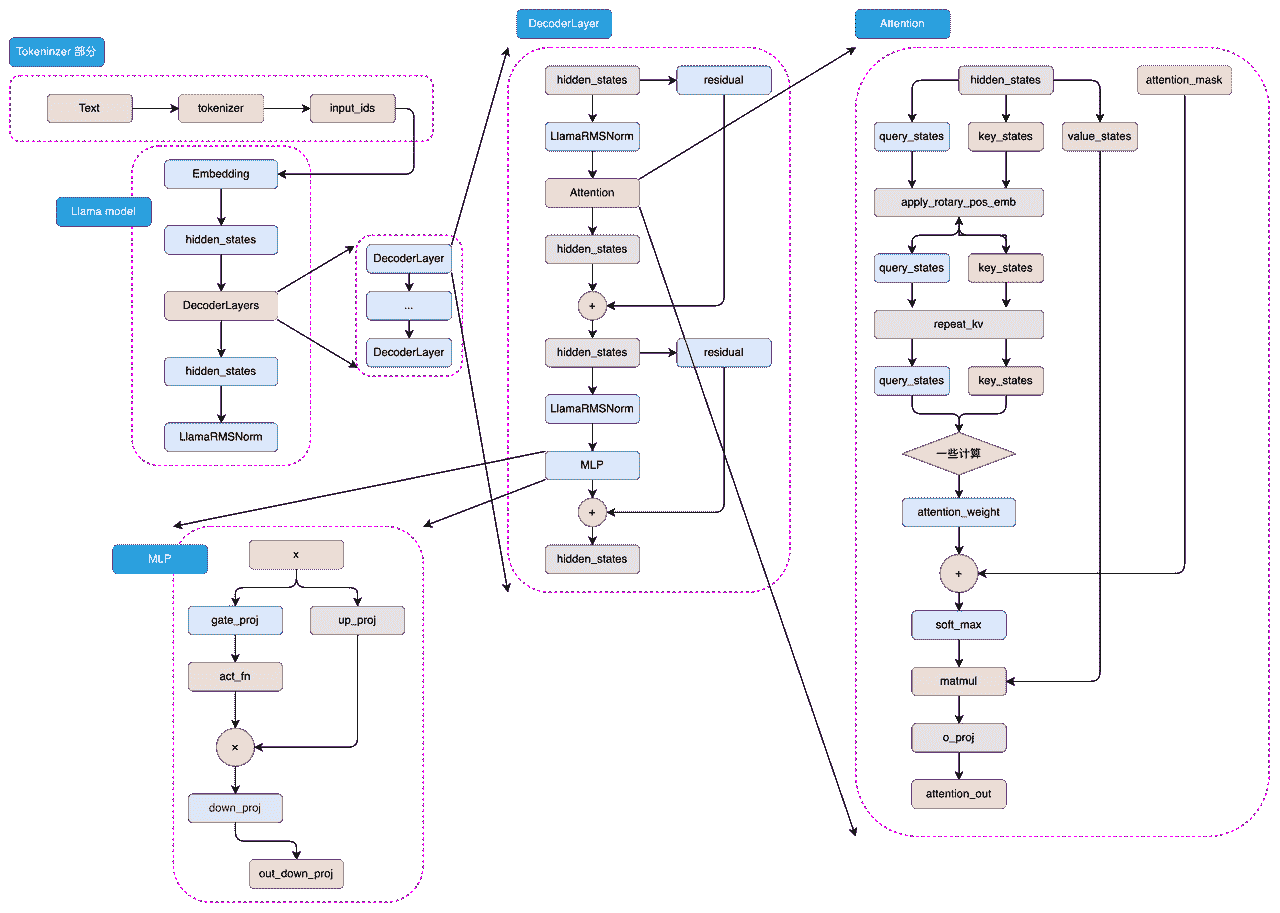 Tokeninzer 部分
Text
tokenizer
input_ids
Llama model
Embedding
hidden_states
DecoderLayers
hidden_states
LlamaRMSNorm
DecoderLayer
...
DecoderLayer
DecoderLayer
hidden_states
residual
LlamaRMSNorm
Attention
hidden_states
+
hidden_states
residual
LlamaRMSNorm
MLP
+
hidden_states
Attention
hidden_states
attention_mask
query_states
key_states
value_states
apply_rotary_pos_emb
query_states
key_states
repeat_kv
query_states
key_states
一些计算
attention_weight
+
soft_max
matmul
o_proj
attention_out
MLP
x
gate_proj
up_proj
act_fn
×
down_proj
out_down_proj